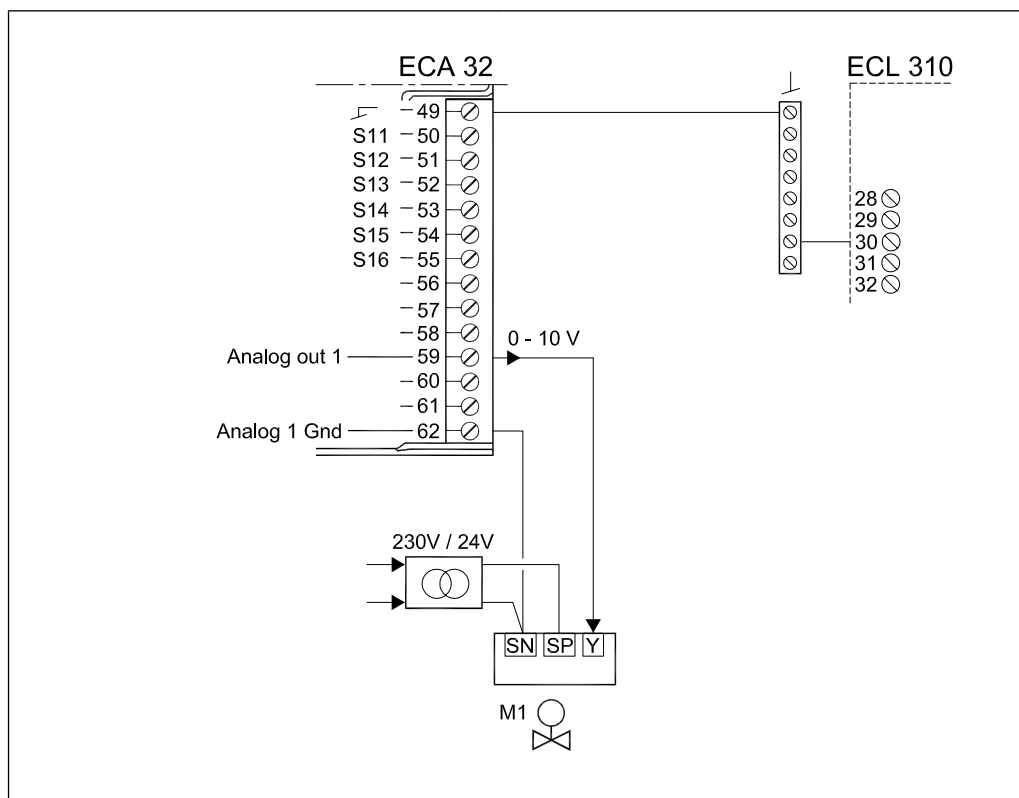 ECA 32
ECL 310
49
S11 50
S12 51
S13 52
S14 53
S15 54
S16 55
56
57
58
Analog out 1 59
60
61
Analog 1 Gnd 62
0 - 10 V
28
29
30
31
32
230V / 24V
SN SP Y
M1